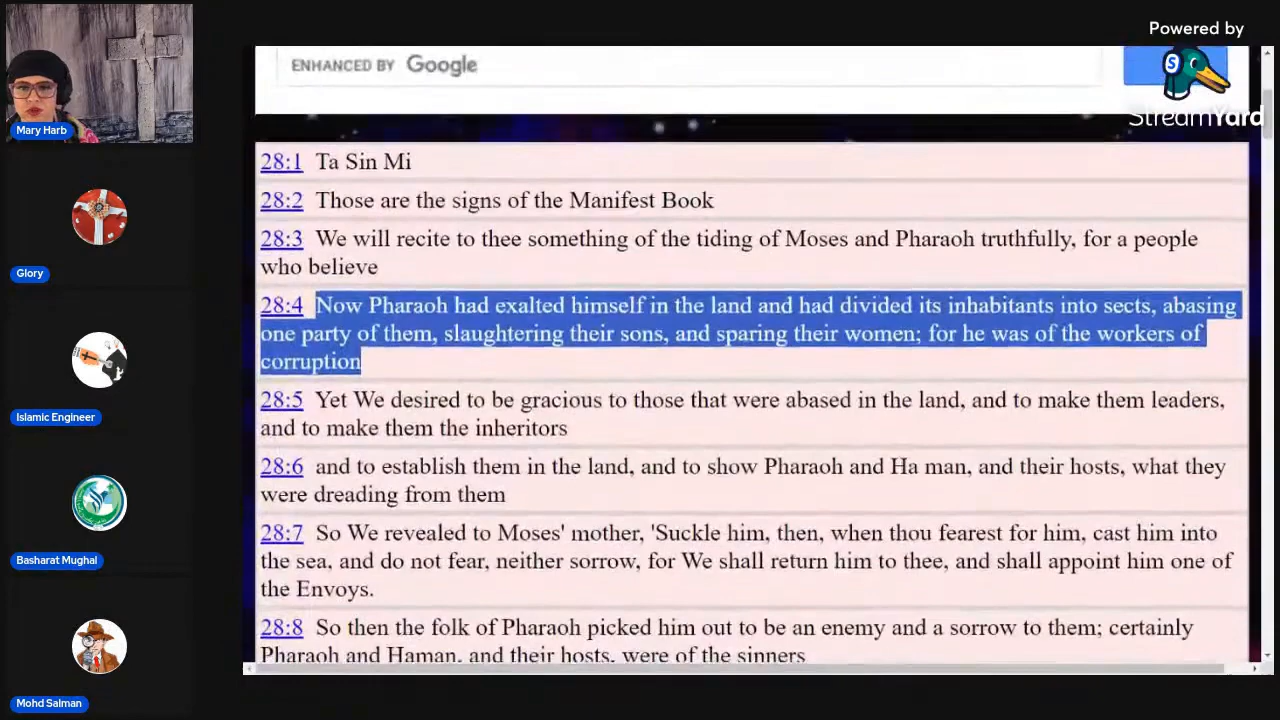 Powered by
StreamYard
Mary Harb
Glory
Islamic Engineer
Basharat Mughal
Mohd Salman
ENHANCED BY Google
28:1 Ta Sin Mi
28:2 Those are the signs of the Manifest Book
28:3 We will recite to thee something of the tiding of Moses and Pharaoh truthfully, for a people
who believe
28:4 Now Pharaoh had exalted himself in the land and had divided its inhabitants into sects, abasing
one party of them, slaughtering their sons, and sparing their women; for he was of the workers of
corruption
28:5 Yet We desired to be gracious to those that were abased in the land, and to make them leaders,
and to make them the inheritors
28:6 and to establish them in the land, and to show Pharaoh and Ha man, and their hosts, what they
were dreading from them
28:7 So We revealed to Moses' mother, 'Suckle him, then, when thou fearest for him, cast him into
the sea, and do not fear, neither sorrow, for We shall return him to thee, and shall appoint him one of
the Envoys.
28:8 So then the folk of Pharaoh picked him out to be an enemy and a sorrow to them; certainly
Pharaoh and Haman, and their hosts, were of the sinners